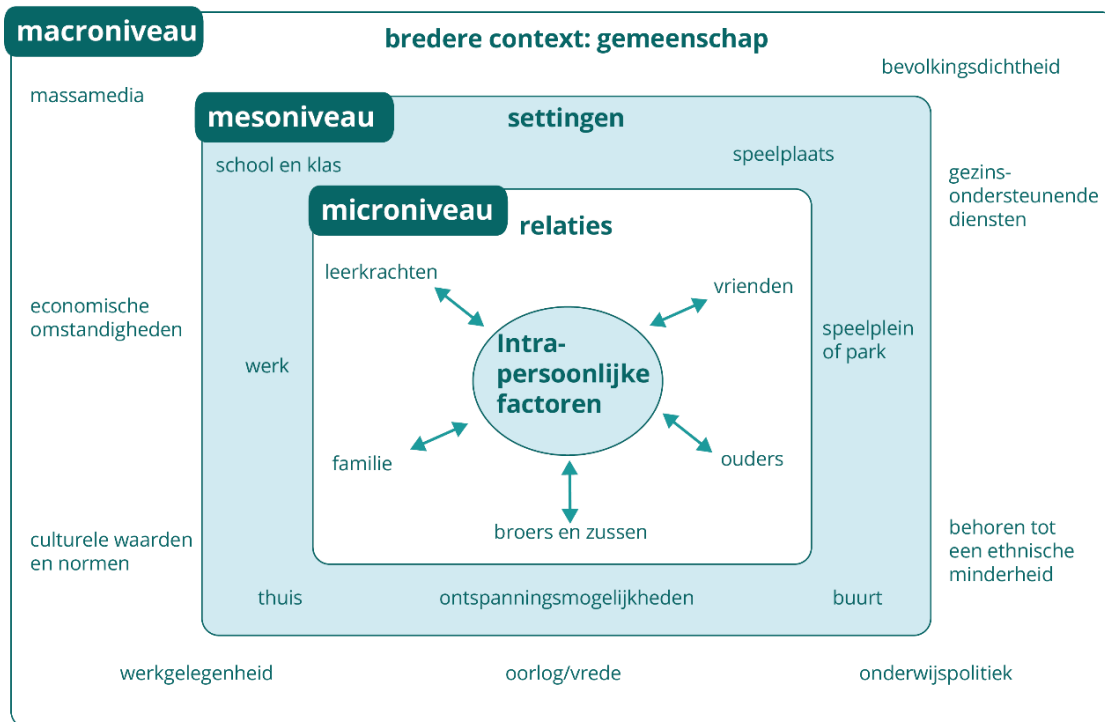 macroniveau
bredere context: gemeenschap
bevolkingsdichtheid
massamedia
mesoniveau
settingen
school en klas
speelplaats
gezins-
ondersteunende
diensten
microniveau
relaties
leerkrachten
vrienden
economische
omstandigheden
speelplein
of park
werk
Intra-
persoonlijke
factoren
familie
ouders
broers en zussen
culturele waarden
en normen
behoren tot
een ethnische
minderheid
thuis
ontspanningsmogelijkheden
buurt
werkgelegenheid
oorlog/vrede
onderwijspolitiek